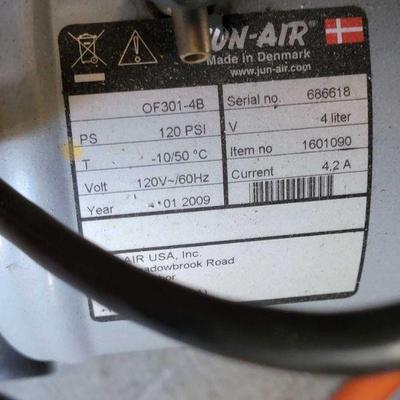 JUN-AIR®
Made in Denmark
www.jun-air.com
OF301-4B Serial no. 686618
PS 120 PSI V 4 liter
T -10/50 °C Item no 1601090
Volt 120V~/60Hz Current 4,2 A
Year 01 2009
AIR USA, Inc.
Road